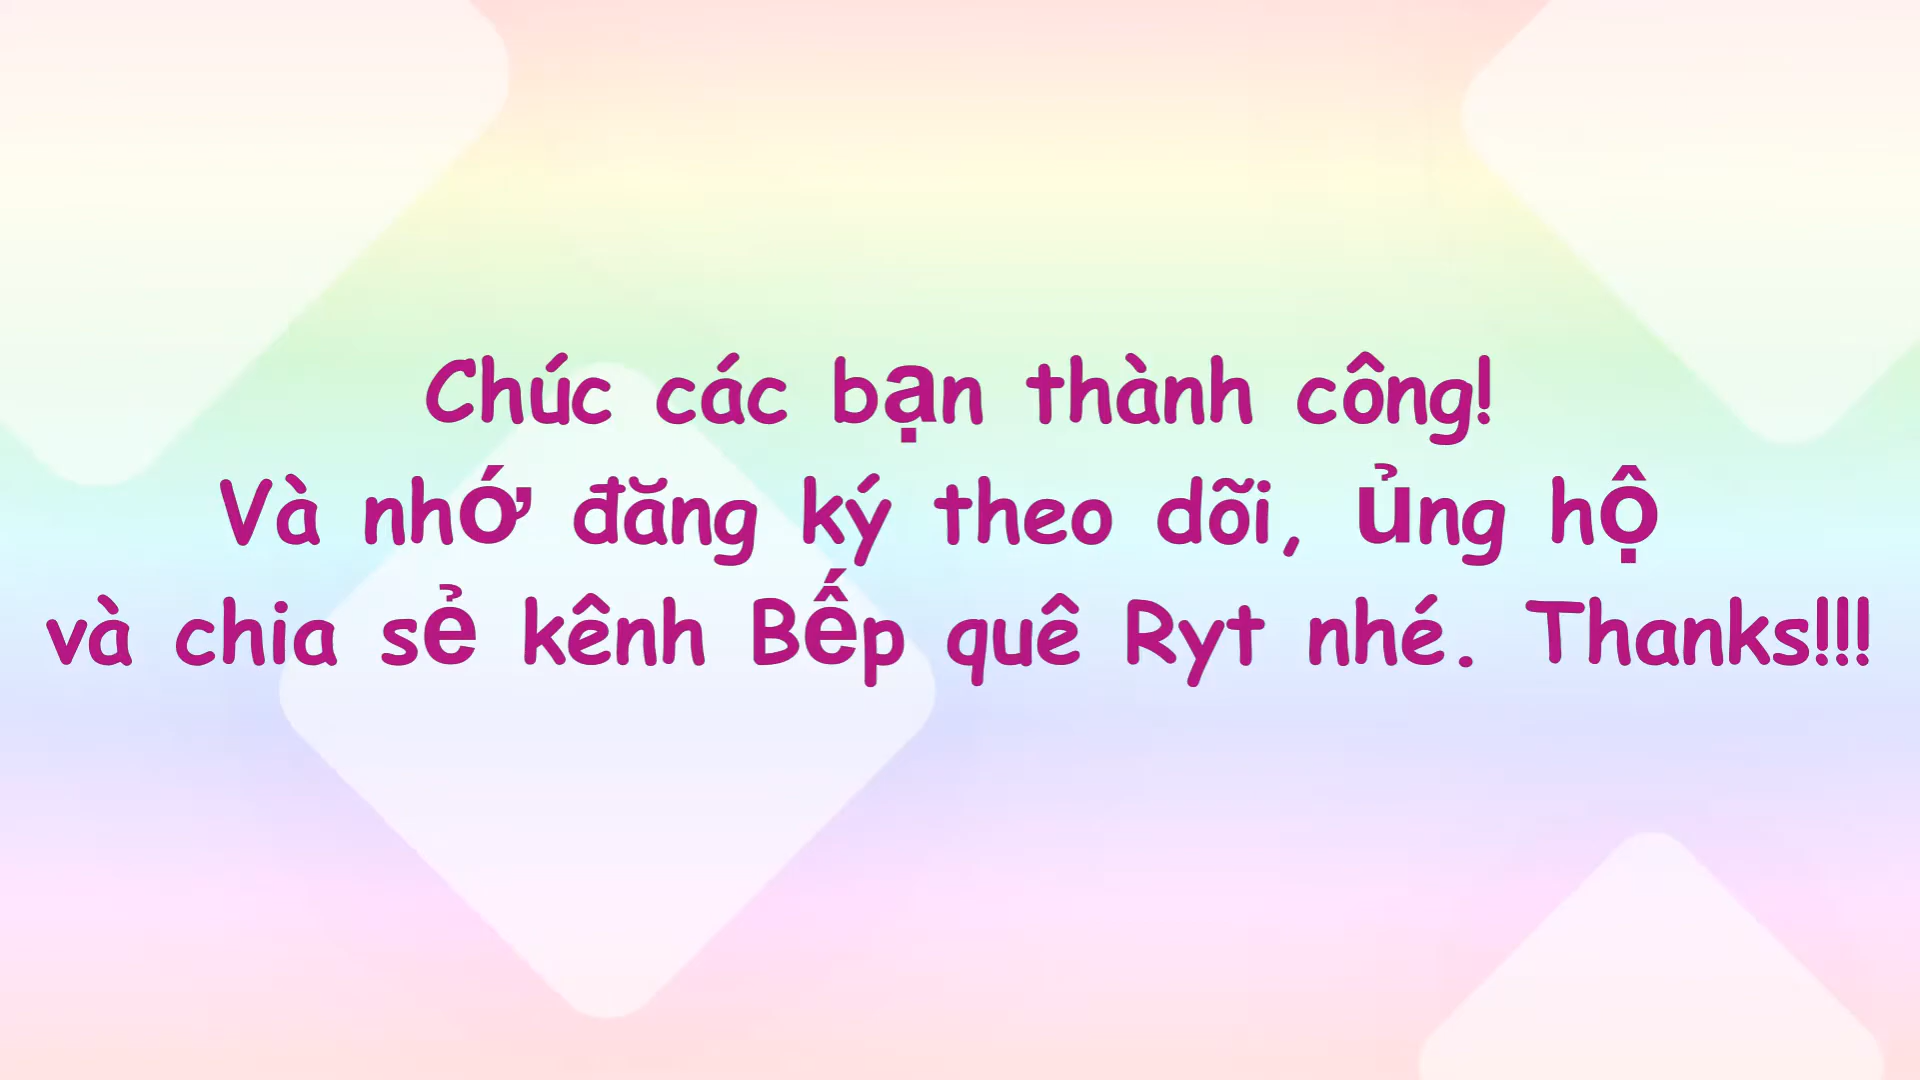 Chúc các bạn thành công!
Và nhớ đăng ký theo dõi, ủng hộ
và chia sẻ kênh Bếp quê Ryt nhé. Thanks!!!